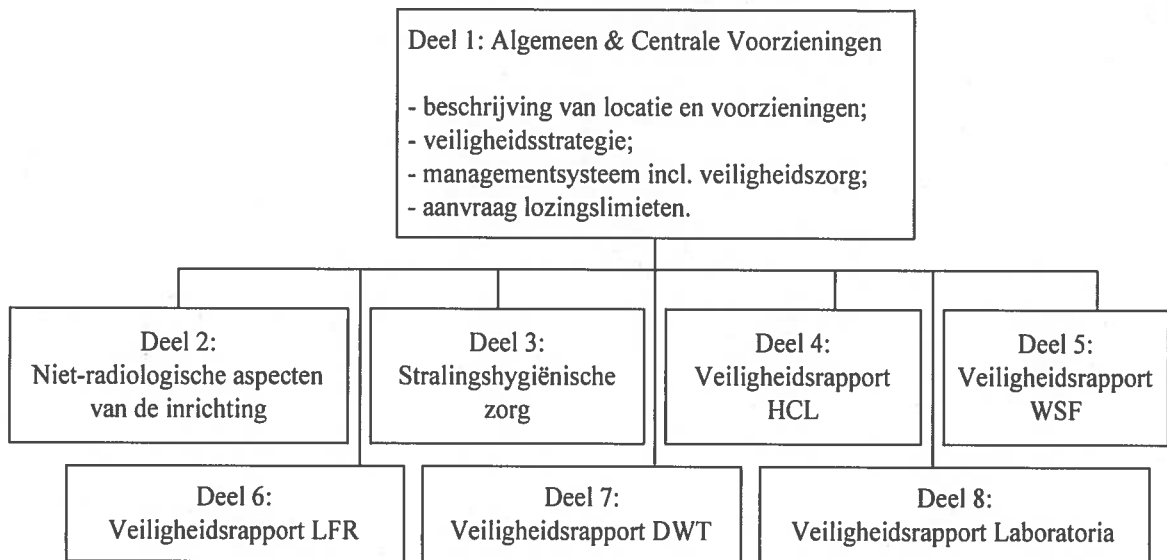 Deel 1: Algemeen & Centrale Voorzieningen
- beschrijving van locatie en voorzieningen;
- veiligheidsstrategie;
- managementsysteem incl. veiligheidszorg;
- aanvraag lozingslimieten.
Deel 2:
Niet-radiologische aspecten
van de inrichting
Deel 3:
Stralingshygiënische
zorg
Deel 4:
Veiligheidsrapport
HCL
Deel 5:
Veiligheidsrapport
WSF
Deel 6:
Veiligheidsrapport LFR
Deel 7:
Veiligheidsrapport DWT
Deel 8:
Veiligheidsrapport Laboratoria